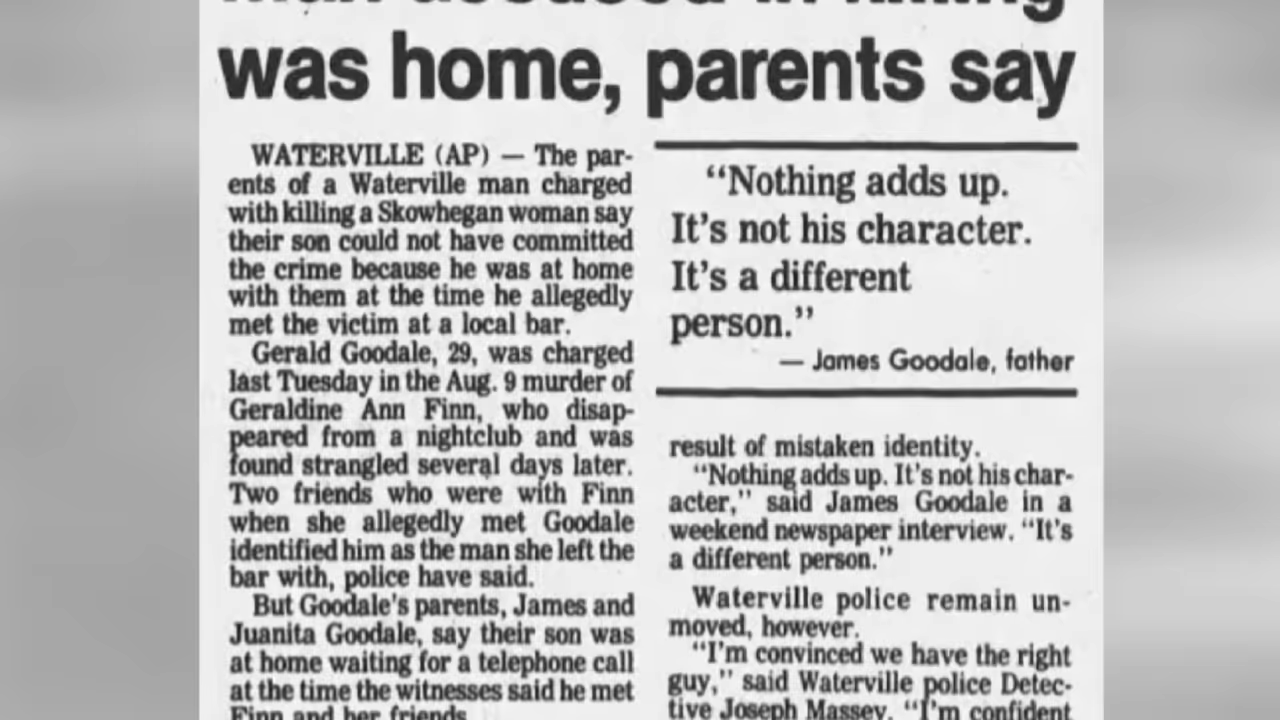 man accused in killing
was home, parents say
WATERVILLE (AP) — The par-
ents of a Waterville man charged
with killing a Skowhegan woman say
their son could not have committed
the crime because he was at home
with them at the time he allegedly
met the victim at a local bar.
Gerald Goodale, 29, was charged
last Tuesday in the Aug. 9 murder of
Geraldine Ann Finn, who disap-
peared from a nightclub and was
found strangled several days later.
Two friends who were with Finn
when she allegedly met Goodale
identified him as the man she left the
bar with, police have said.
But Goodale's parents, James and
Juanita Goodale, say their son was
at home waiting for a telephone call
at the time the witnesses said he met
Finn and her friends.
“Nothing adds up.
It's not his character.
It's a different
person.”
— James Goodale, father
result of mistaken identity.
“Nothing adds up. It's not his char-
acter,” said James Goodale in a
weekend newspaper interview. “It's
a different person.”
Waterville police remain un-
moved, however.
“I'm convinced we have the right
guy,” said Waterville police Detec-
tive Joseph Massey. “I'm confident